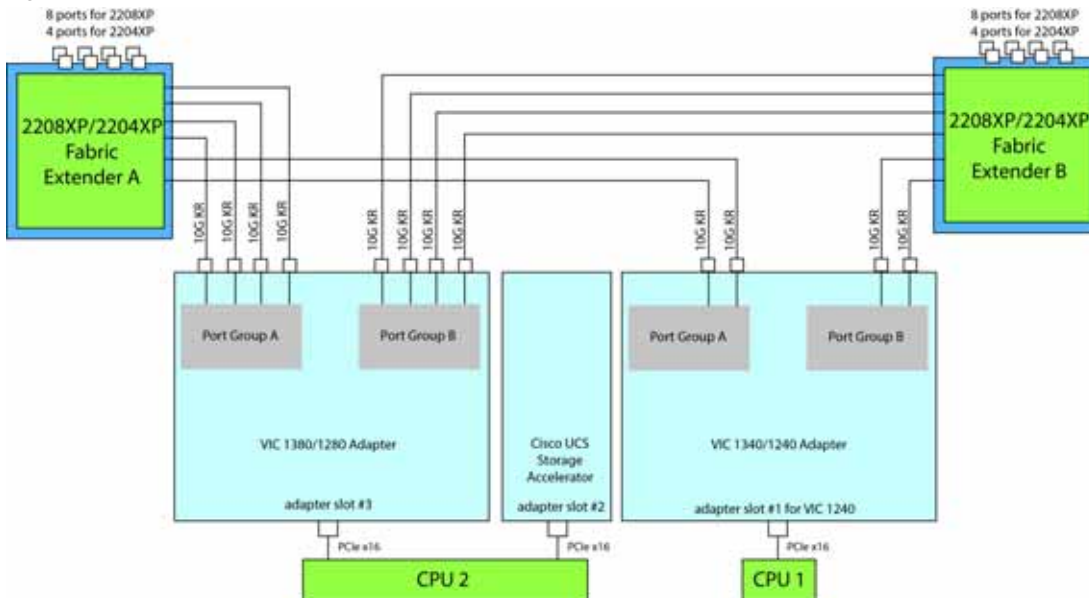 8 ports for 2208XP
4 ports for 2204XP
8 ports for 2208XP
4 ports for 2204XP
2208XP/2204XP
Fabric
Extender A
2208XP/2204XP
Fabric
Extender B
10G KR
10G KR
10G KR
10G KR
10G KR
10G KR
10G KR
10G KR
10G KR
10G KR
10G KR
10G KR
Port Group A
Port Group B
Port Group A
Port Group B
VIC 1380/1280 Adapter
Cisco UCS
Storage
Accelerator
VIC 1340/1240 Adapter
adapter slot #3
adapter slot #2
adapter slot #1 for VIC 1240
PCIe x16
PCIe x16
PCIe x16
CPU 2
CPU 1